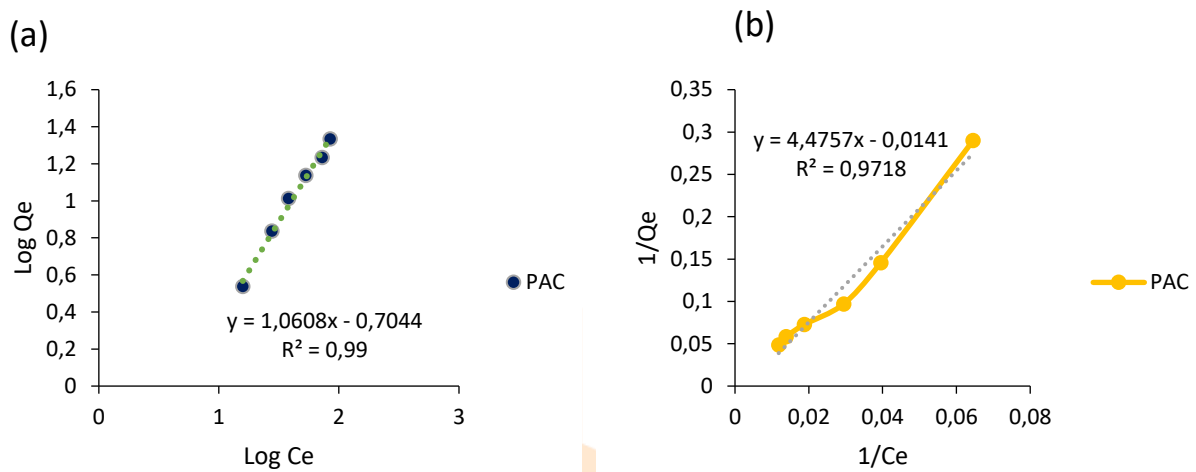 (a)
1,6
1,4
1,2
1
0,8
0,6
0,4
0,2
0
Log Qe
y = 1,0608x - 0,7044
R² = 0,99
PAC
0
1
2
3
Log Ce
(b)
0,35
0,3
0,25
0,2
0,15
0,1
0,05
0
1/Qe
y = 4,4757x - 0,0141
R² = 0,9718
PAC
0
0,02
0,04
0,06
0,08
1/Ce